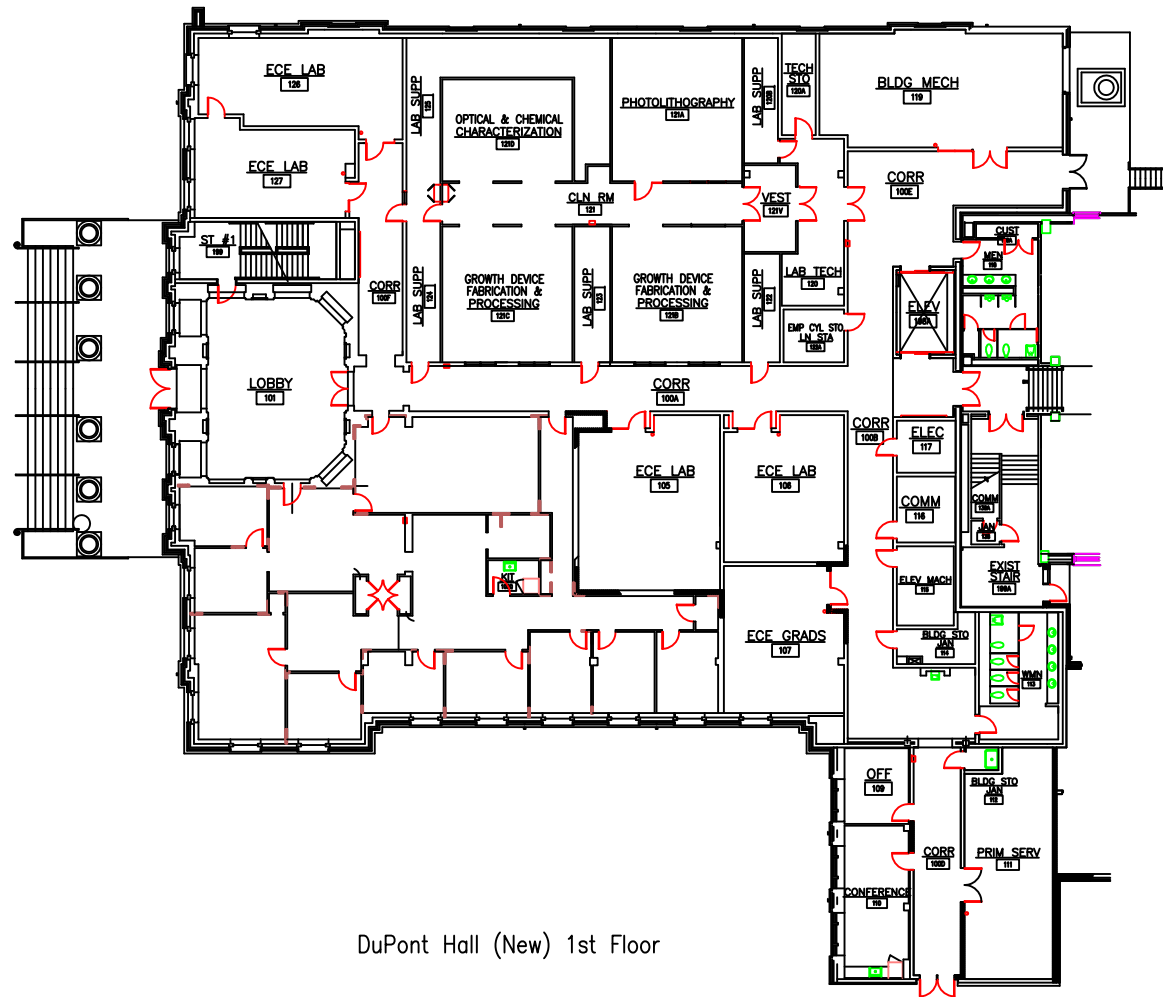 ECE LAB
126
ECE LAB
127
LAB SUPP
125
OPTICAL & CHEMICAL
CHARACTERIZATION
121D
PHOTOLITHOGRAPHY
121A
LAB SUPP
120B
TECH
STO
120A
BLDG MECH
119
CORR
100E
CLN RM
121
VEST
121V
ST #1
CUST
MEN
CORR
100F
LAB SUPP
124
GROWTH DEVICE
FABRICATION &
PROCESSING
121C
LAB SUPP
123
GROWTH DEVICE
FABRICATION &
PROCESSING
121B
LAB SUPP
122
LAB TECH
120
EMP CYL STO
LN STA
ELEV
LOBBY
101
CORR
100A
CORR
100B
ELEC
117
ECE LAB
105
ECE LAB
106
COMM
116
COMM
JAN
KIT
ELEV MACH
115
EXIST
STAIR
ECE GRADS
107
BLDG STO
JAN
114
WMN
113
OFF
109
BLDG STO
JAN
112
CORR
100D
PRIM SERV
111
CONFERENCE
110
DuPont Hall (New) 1st Floor